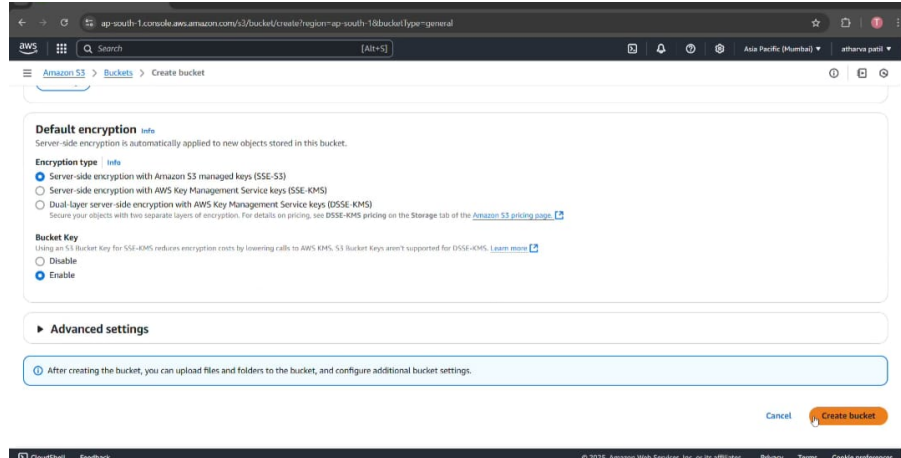 ap-south-1.console.aws.amazon.com/s3/bucket/create?region=ap-south-1&bucketType=general
T
aws
Search [Alt+S]
Asia Pacific (Mumbai) ▼ atharva patil ▼
Amazon S3 > Buckets > Create bucket
Default encryption Info
Server-side encryption is automatically applied to new objects stored in this bucket.
Encryption type Info
Server-side encryption with Amazon S3 managed keys (SSE-S3)
Server-side encryption with AWS Key Management Service keys (SSE-KMS)
Dual-layer server-side encryption with AWS Key Management Service keys (DSSE-KMS)
Secure your objects with two separate layers of encryption. For details on pricing, see DSSE-KMS pricing on the Storage tab of the Amazon S3 pricing page.
Bucket Key
Using an S3 Bucket Key for SSE-KMS reduces encryption costs by lowering calls to AWS KMS. S3 Bucket Keys aren't supported for DSSE-KMS. Learn more
Disable
Enable
Advanced settings
After creating the bucket, you can upload files and folders to the bucket, and configure additional bucket settings.
Cancel Create bucket
CloudShell Feedback © 2025, Amazon Web Services, Inc. or its affiliates. Privacy Terms Cookie preferences